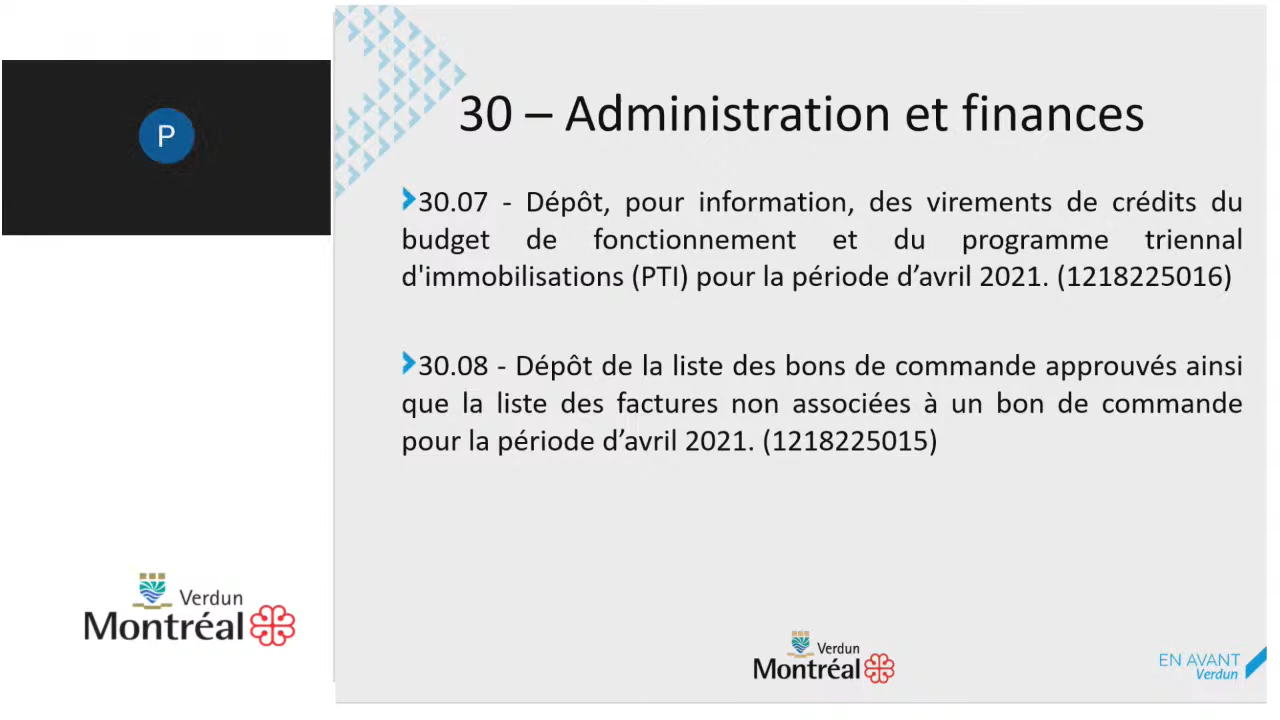 P
30 – Administration et finances
30.07 - Dépôt, pour information, des virements de crédits du
budget de fonctionnement et du programme triennal
d'immobilisations (PTI) pour la période d’avril 2021. (1218225016)
30.08 - Dépôt de la liste des bons de commande approuvés ainsi
que la liste des factures non associées à un bon de commande
pour la période d’avril 2021. (1218225015)
Verdun
Montréal
Verdun
Montréal
EN AVANT
Verdun